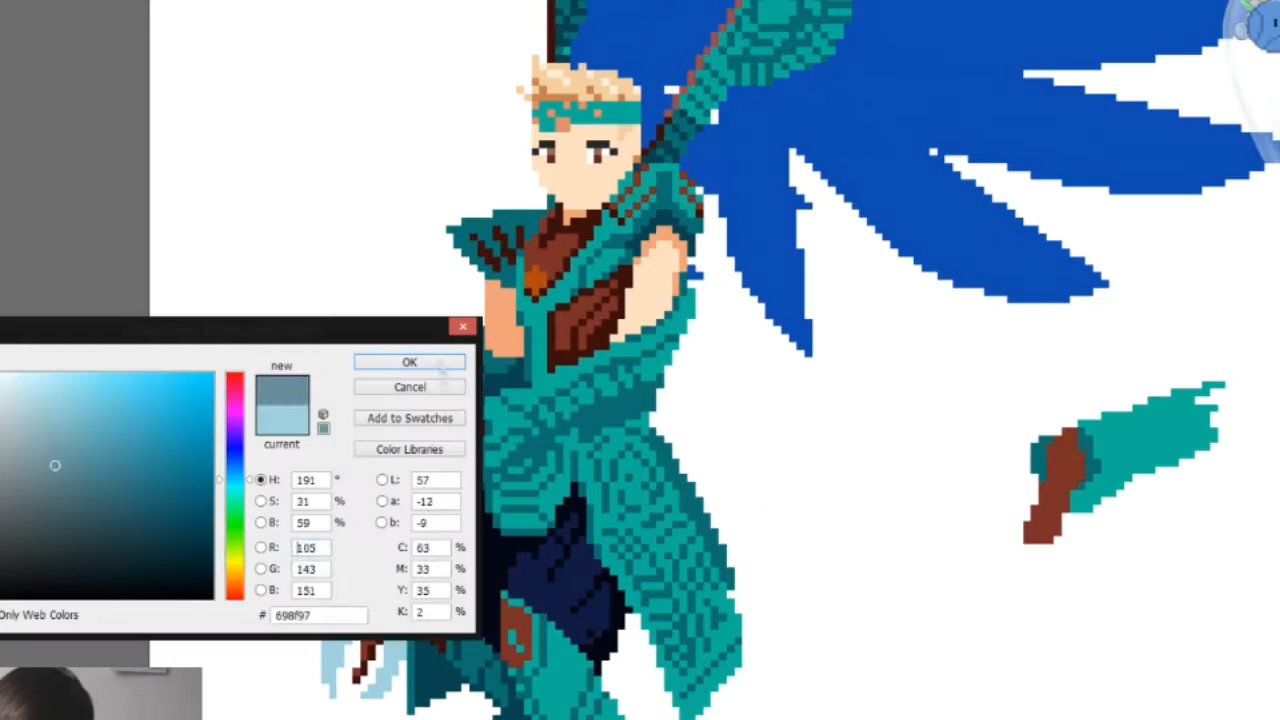 new
OK
Cancel
Add to Swatches
current
Color Libraries
H: 191 °
L: 57
S: 31 %
a: -12
B: 59 %
b: -9
R: 105
C: 63 %
G: 143
M: 33 %
B: 151
Y: 35 %
Only Web Colors
# 698f97
K: 2 %